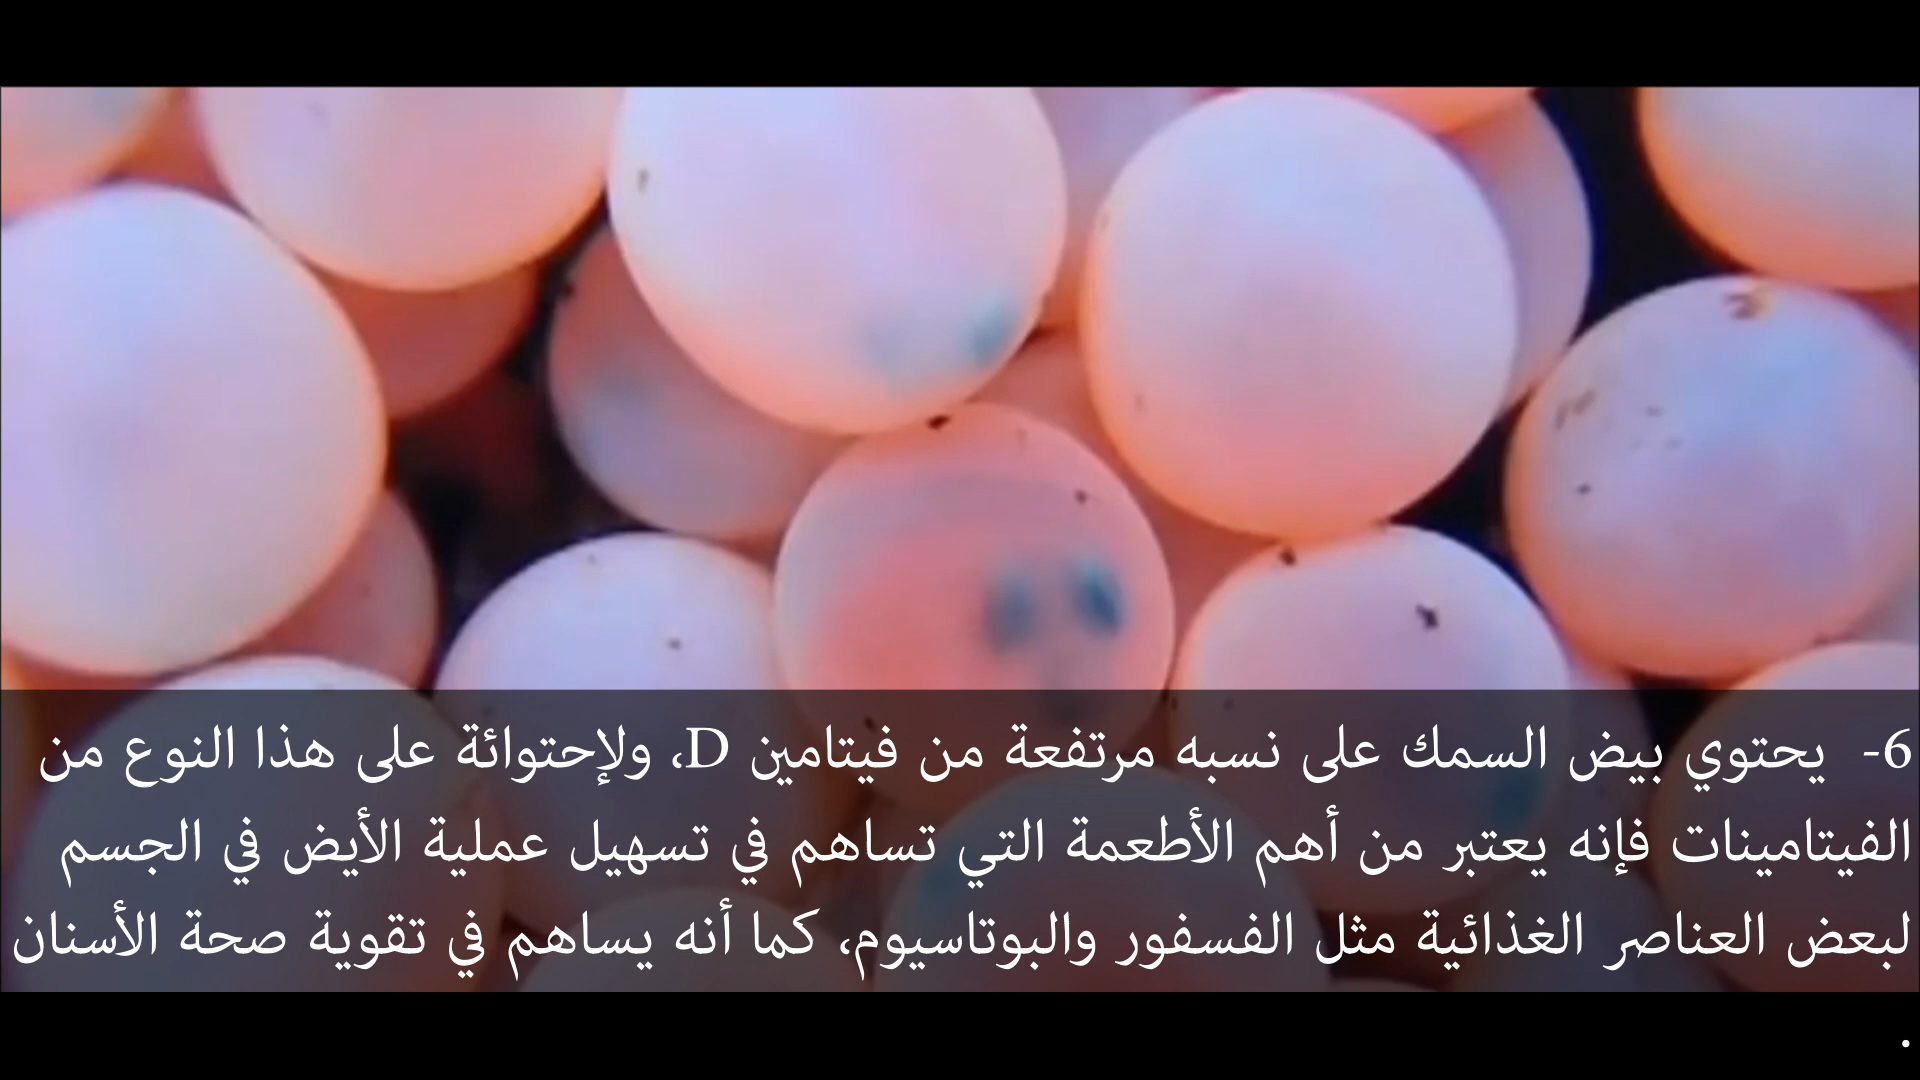 6-  يحتوي بيض السمك على نسبه مرتفعة من فيتامين D، ولإحتوائة على هذا النوع من
الفيتامينات فإنه يعتبر من أهم الأطعمة التي تساهم في تسهيل عملية الأيض في الجسم
لبعض العناصر الغذائية مثل الفسفور والبوتاسيوم، كما أنه يساهم في تقوية صحة الأسنان
.